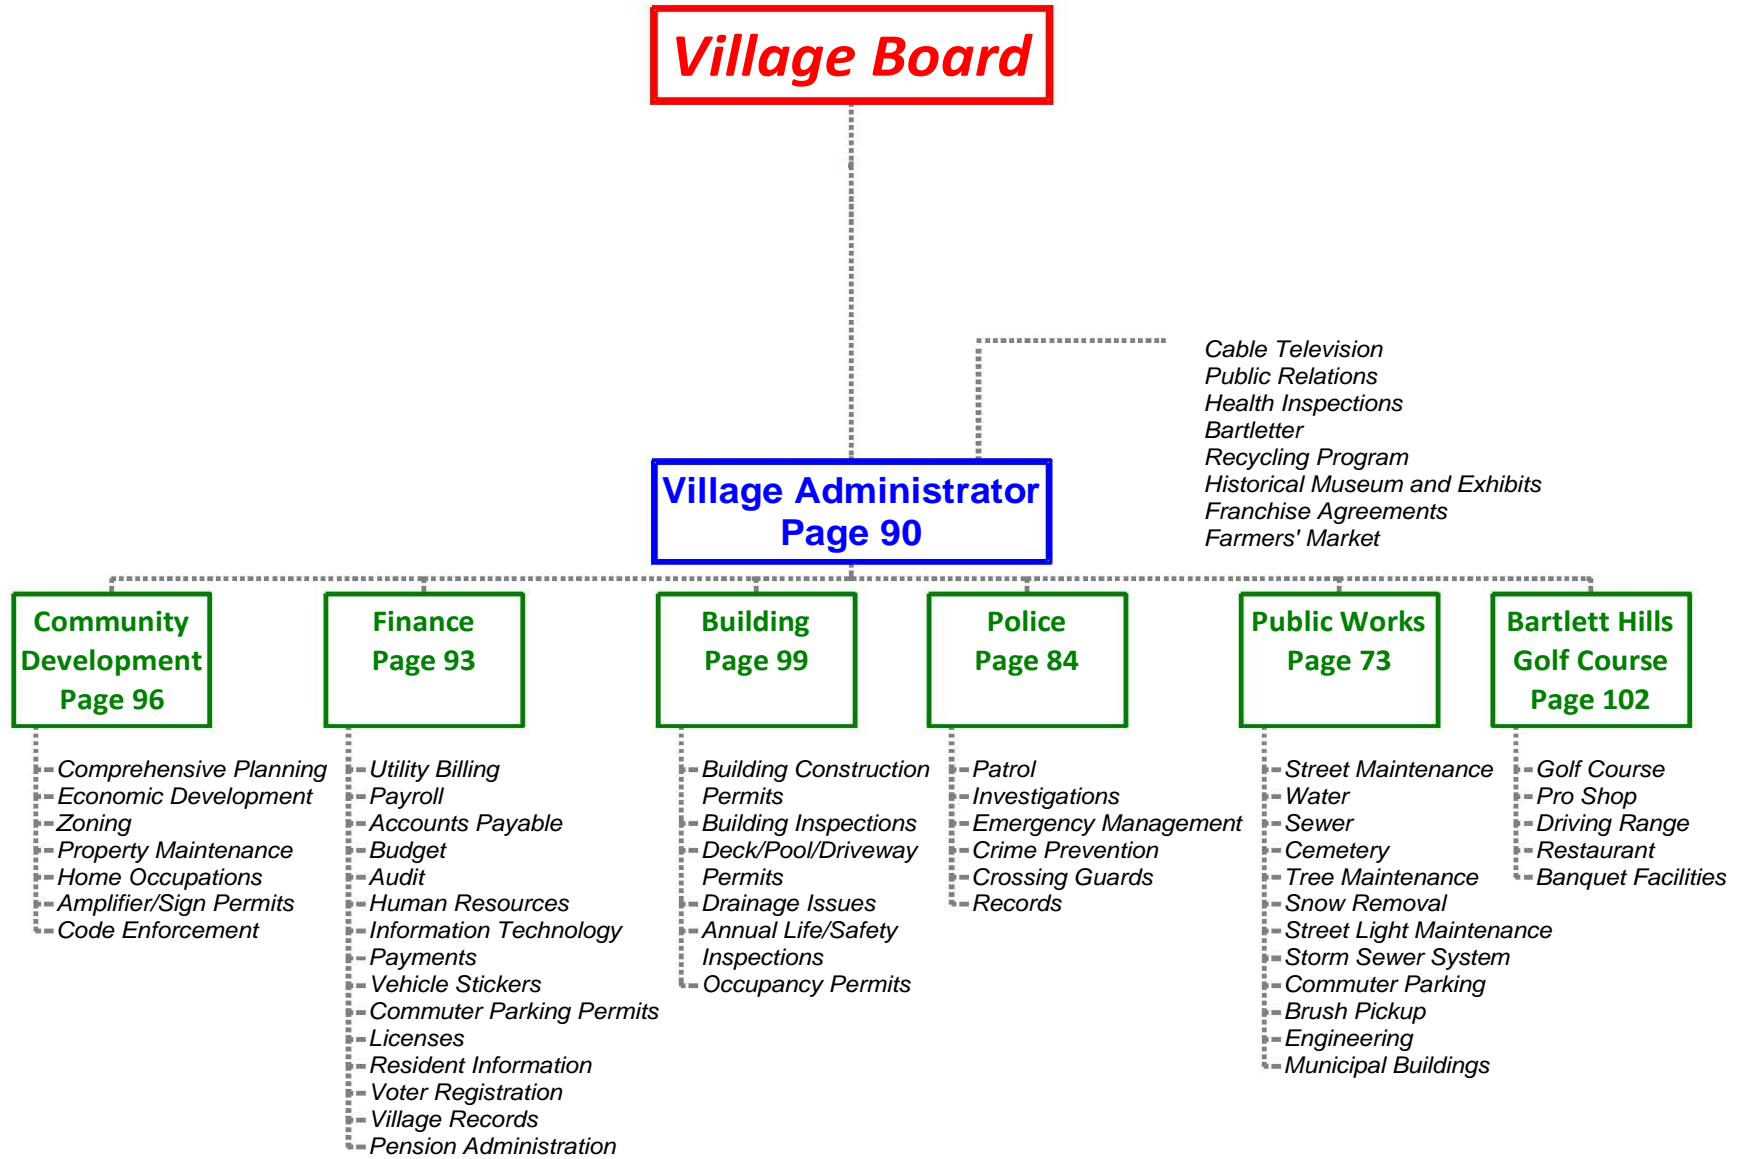 Village Board
Cable Television
Public Relations
Health Inspections
Bartletter
Recycling Program
Historical Museum and Exhibits
Franchise Agreements
Farmers' Market
Village Administrator
Page 90
Community
Development
Page 96
Comprehensive Planning
Economic Development
Zoning
Property Maintenance
Home Occupations
Amplifier/Sign Permits
Code Enforcement
Finance
Page 93
Utility Billing
Payroll
Accounts Payable
Budget
Audit
Human Resources
Information Technology
Payments
Vehicle Stickers
Commuter Parking Permits
Licenses
Resident Information
Voter Registration
Village Records
Pension Administration
Building
Page 99
Building Construction
Permits
Building Inspections
Deck/Pool/Driveway
Permits
Drainage Issues
Annual Life/Safety
Inspections
Occupancy Permits
Police
Page 84
Patrol
Investigations
Emergency Management
Crime Prevention
Crossing Guards
Records
Public Works
Page 73
Street Maintenance
Water
Sewer
Cemetery
Tree Maintenance
Snow Removal
Street Light Maintenance
Storm Sewer System
Commuter Parking
Brush Pickup
Engineering
Municipal Buildings
Bartlett Hills
Golf Course
Page 102
Golf Course
Pro Shop
Driving Range
Restaurant
Banquet Facilities